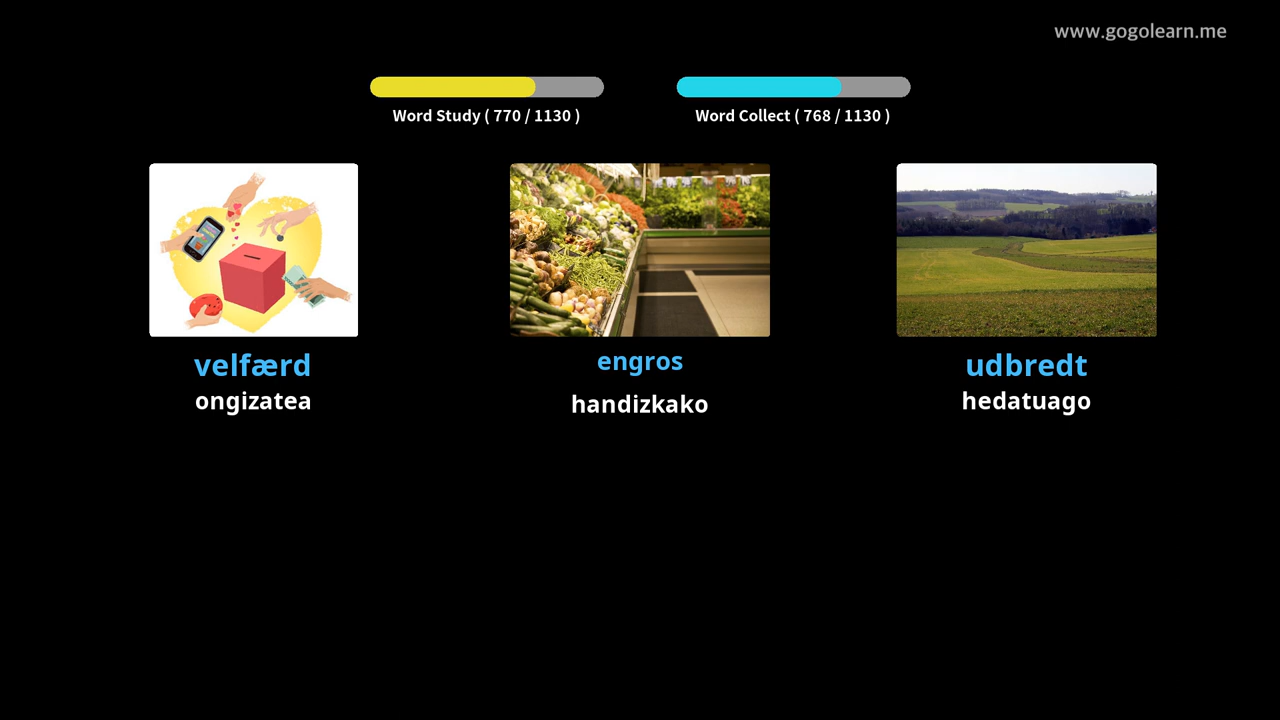 www.gogolearn.me
Word Study ( 770 / 1130 )
Word Collect ( 768 / 1130 )
velfærd
ongizatea
engros
handizkako
udbredt
hedatuago